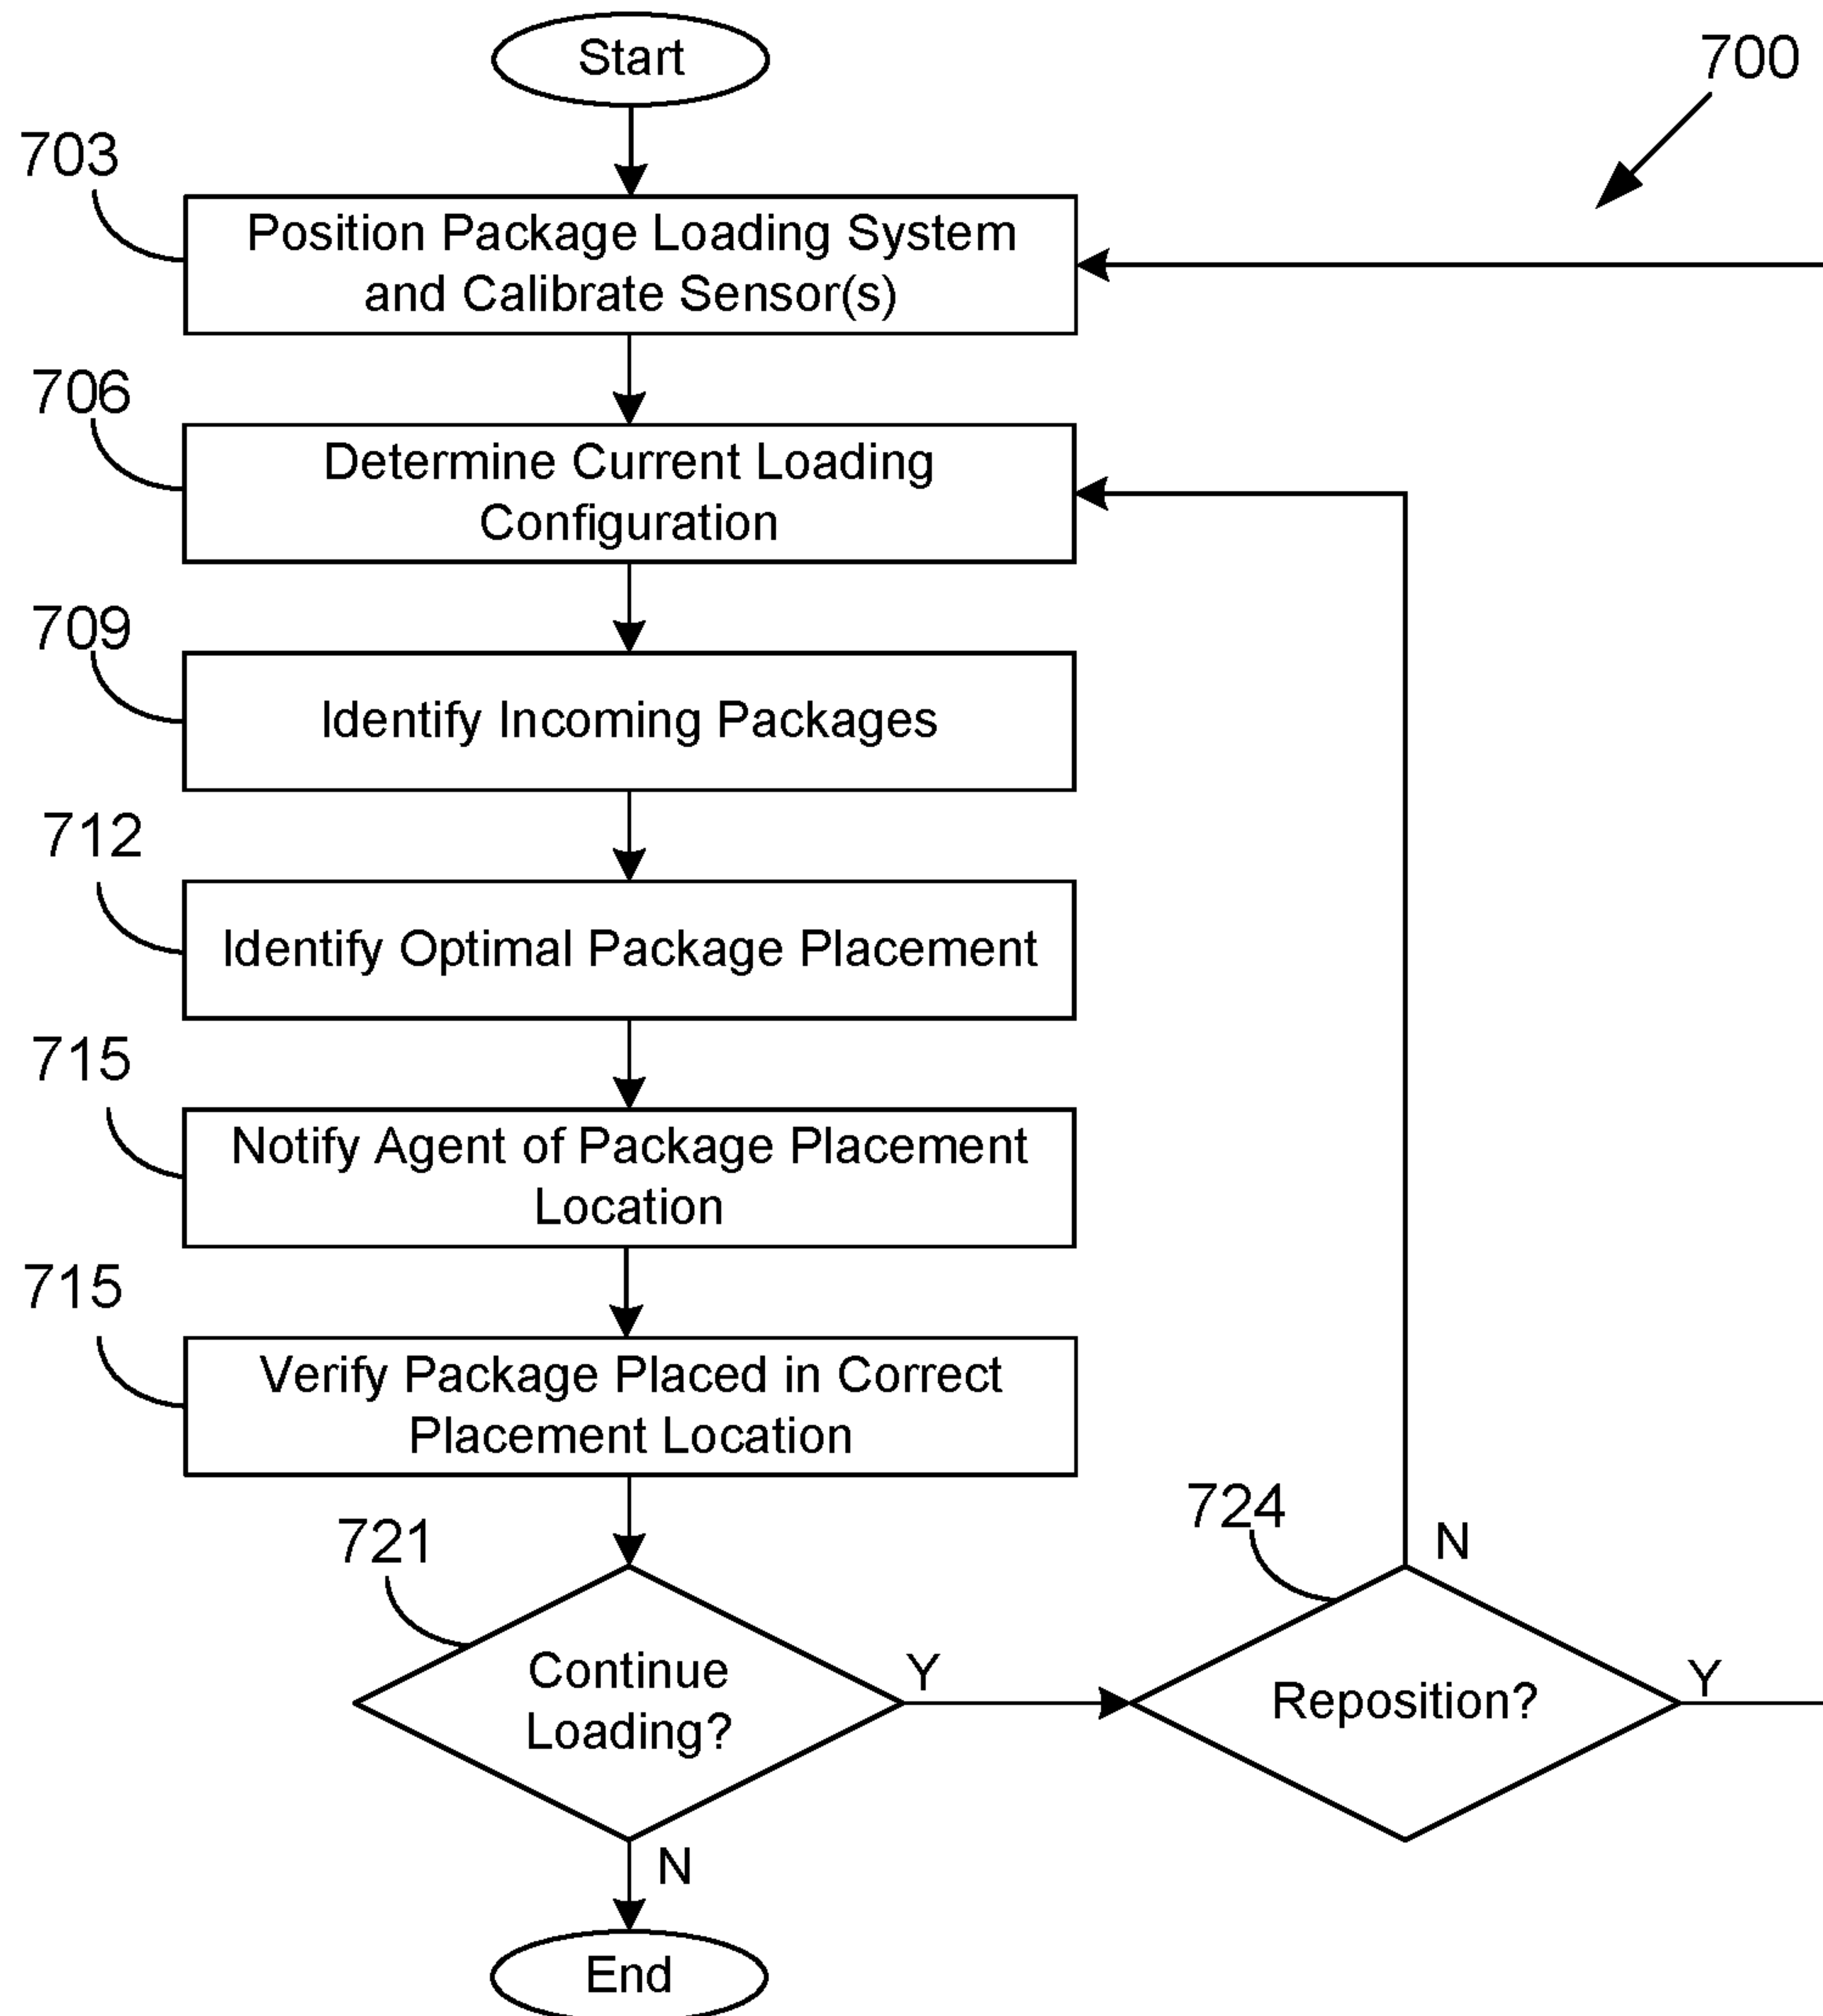 Start
700
703
Position Package Loading System
and Calibrate Sensor(s)
706
Determine Current Loading
Configuration
709
Identify Incoming Packages
712
Identify Optimal Package Placement
715
Notify Agent of Package Placement
Location
715
Verify Package Placed in Correct
Placement Location
721
Continue
Loading?
Y
N
724
Reposition?
N
Y
End